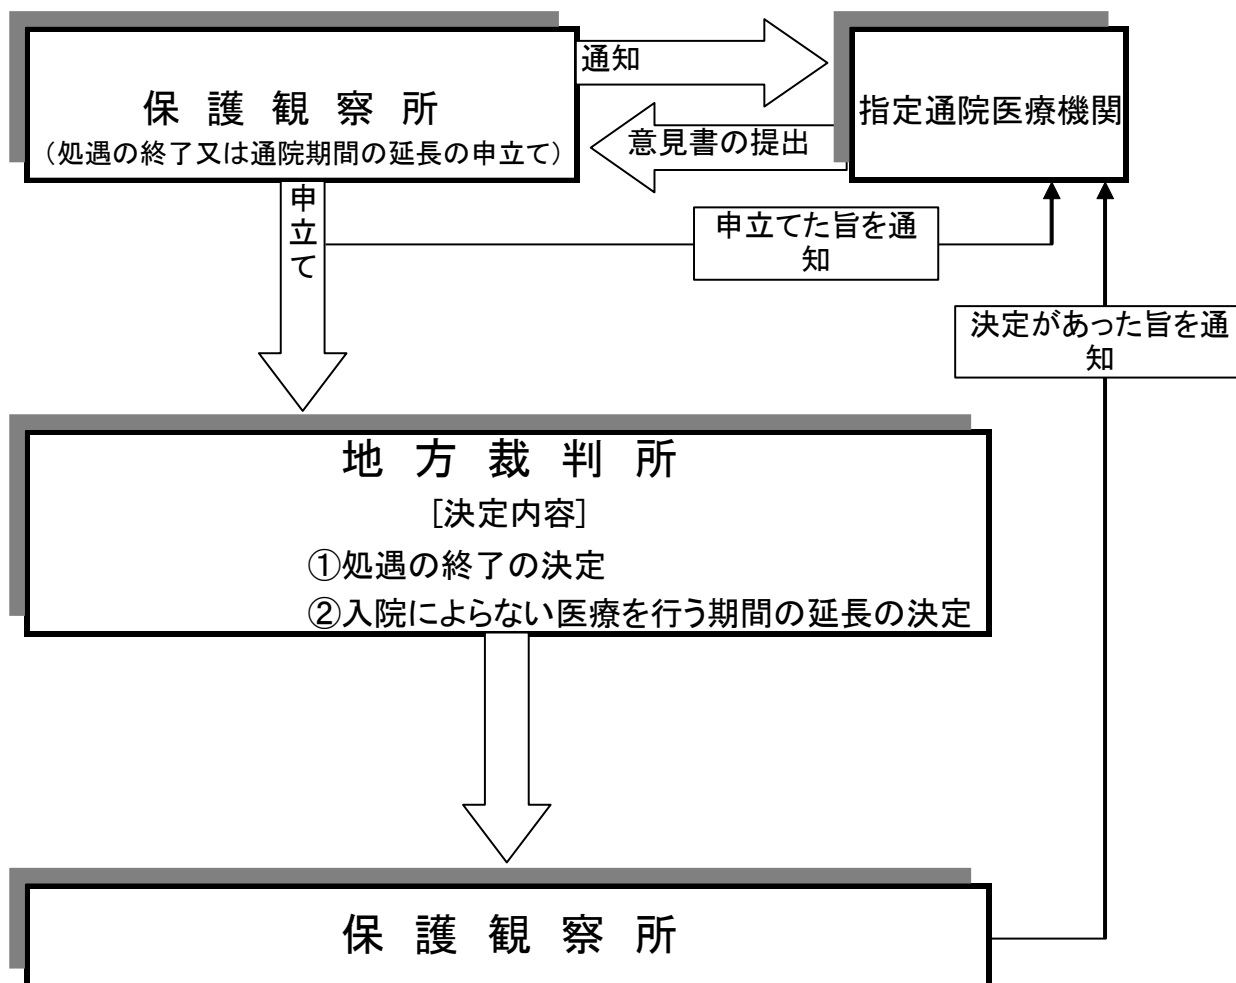 保護観察所
（処遇の終了又は通院期間の延長の申立て）
通知
意見書の提出
指定通院医療機関
申立て
申立てた旨を通
知
決定があった旨を通
知
地方裁判所
[決定内容]
①処遇の終了の決定
②入院によらない医療を行う期間の延長の決定
保護観察所